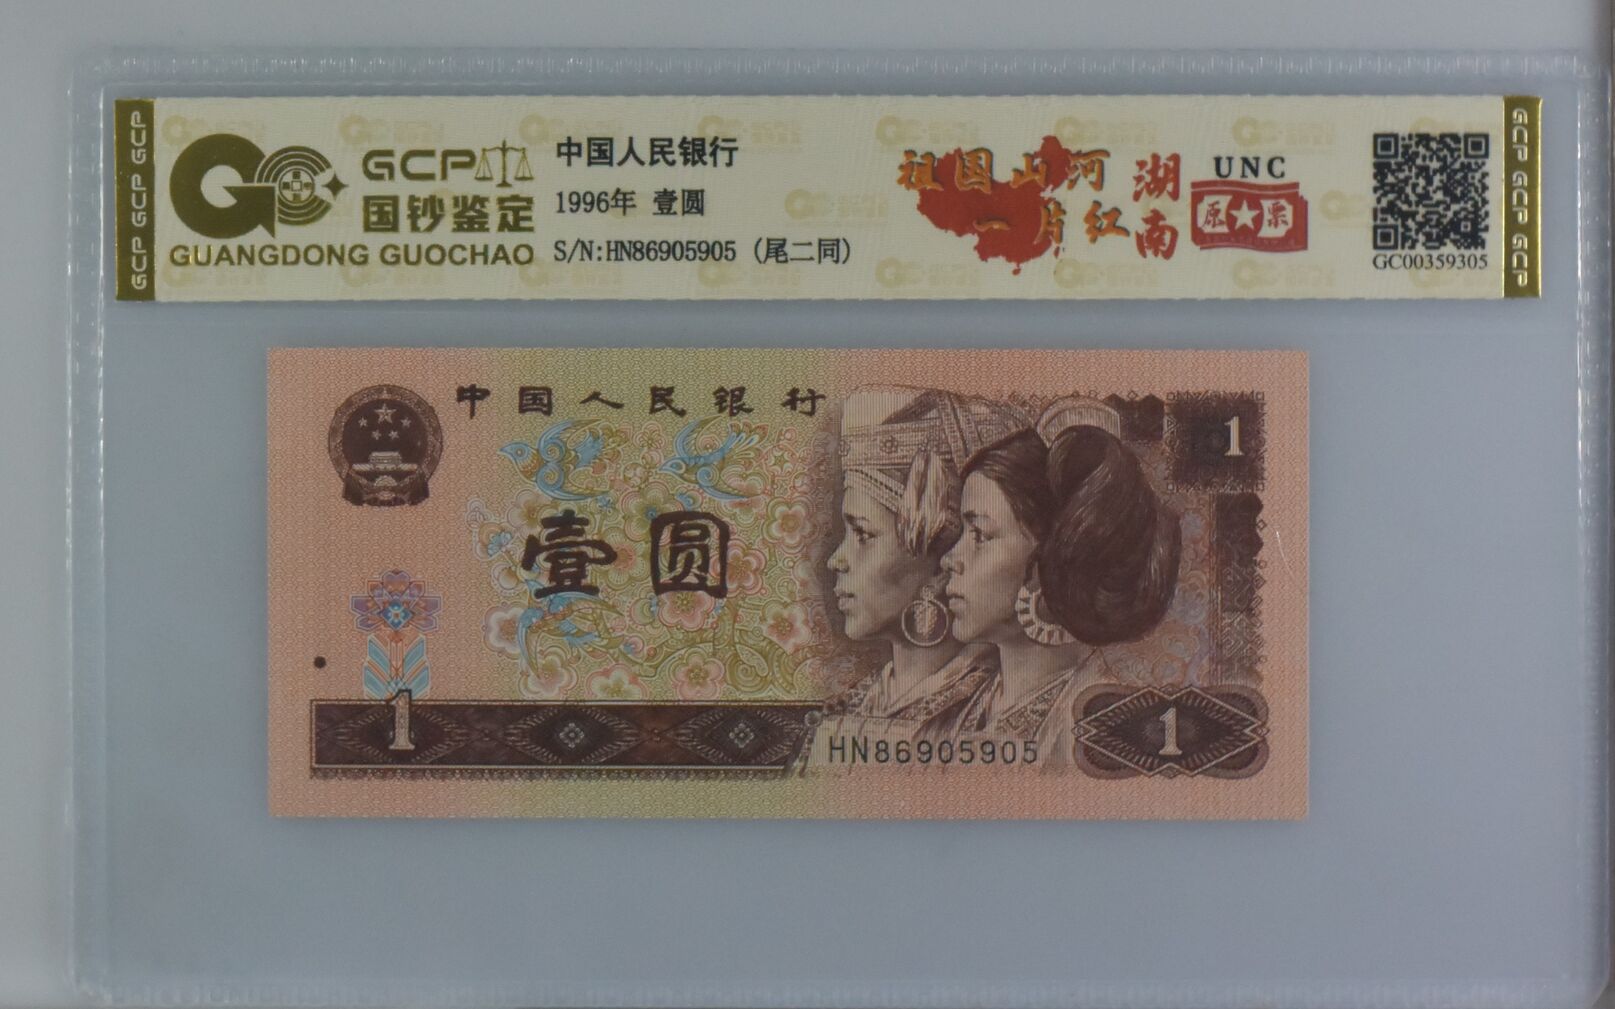 GCP GCP GCP
GCP
国钞鉴定
GUANGDONG GUOCHAO
中国人民银行
1996年 壹圆
S/N:HN86905905 (尾二同)
祖国山河
一片红
湖南
UNC
原票
GC00359305
GCP GCP GCP
中国人民银行
1
壹圆
1
HN86905905
1